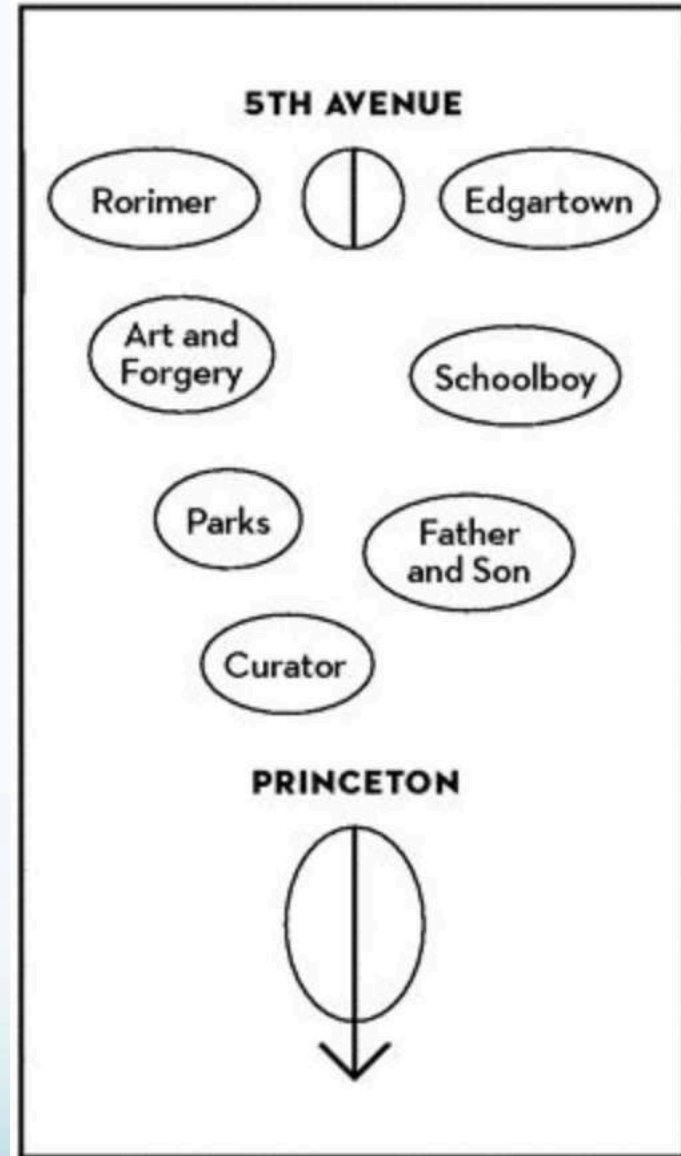 5TH AVENUE
Rorimer
Edgartown
Art and
Forgery
Schoolboy
Parks
Father
and Son
Curator
PRINCETON